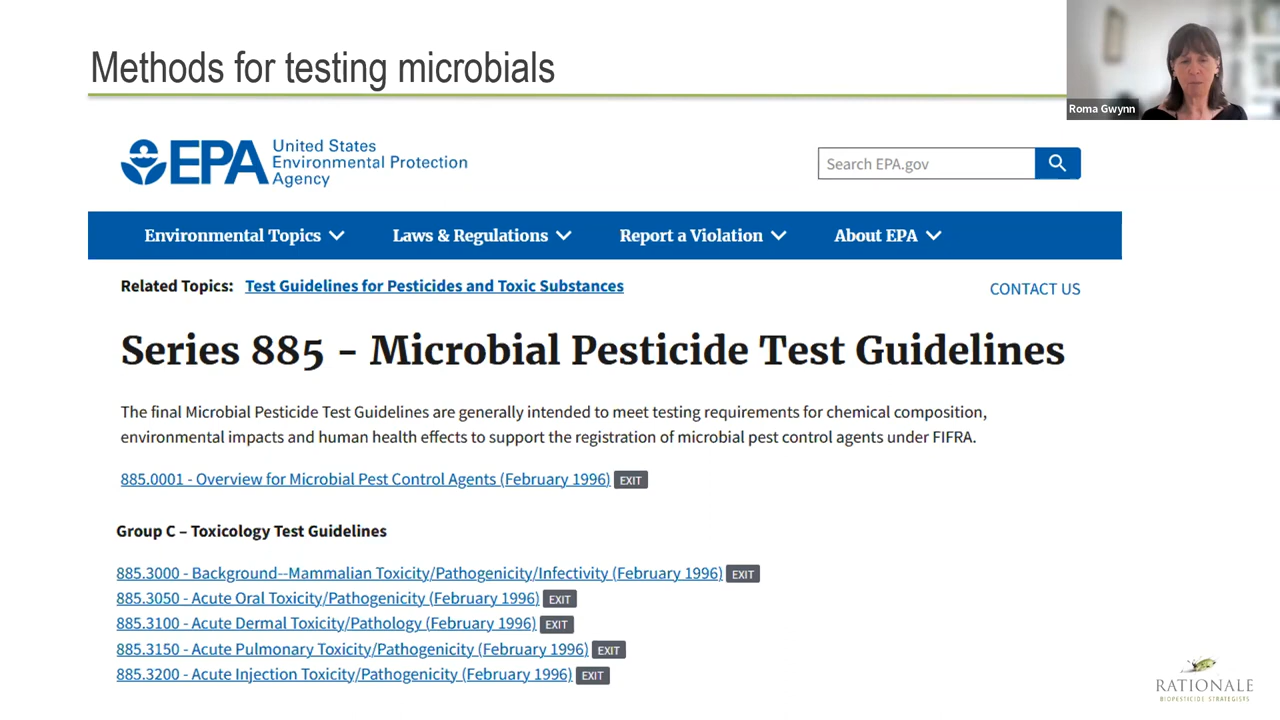 Methods for testing microbials
Roma Gwynn
EPA
United States
Environmental Protection
Agency
Search EPA.gov
Environmental Topics
Laws & Regulations
Report a Violation
About EPA
Related Topics: Test Guidelines for Pesticides and Toxic Substances
CONTACT US
Series 885 - Microbial Pesticide Test Guidelines
The final Microbial Pesticide Test Guidelines are generally intended to meet testing requirements for chemical composition,
environmental impacts and human health effects to support the registration of microbial pest control agents under FIFRA.
885.0001 - Overview for Microbial Pest Control Agents (February 1996) EXIT
Group C – Toxicology Test Guidelines
885.3000 - Background--Mammalian Toxicity/Pathogenicity/Infectivity (February 1996) EXIT
885.3050 - Acute Oral Toxicity/Pathogenicity (February 1996) EXIT
885.3100 - Acute Dermal Toxicity/Pathology (February 1996) EXIT
885.3150 - Acute Pulmonary Toxicity/Pathogenicity (February 1996) EXIT
885.3200 - Acute Injection Toxicity/Pathogenicity (February 1996) EXIT
RATIONALE
BIOPESTICIDE STRATEGISTS